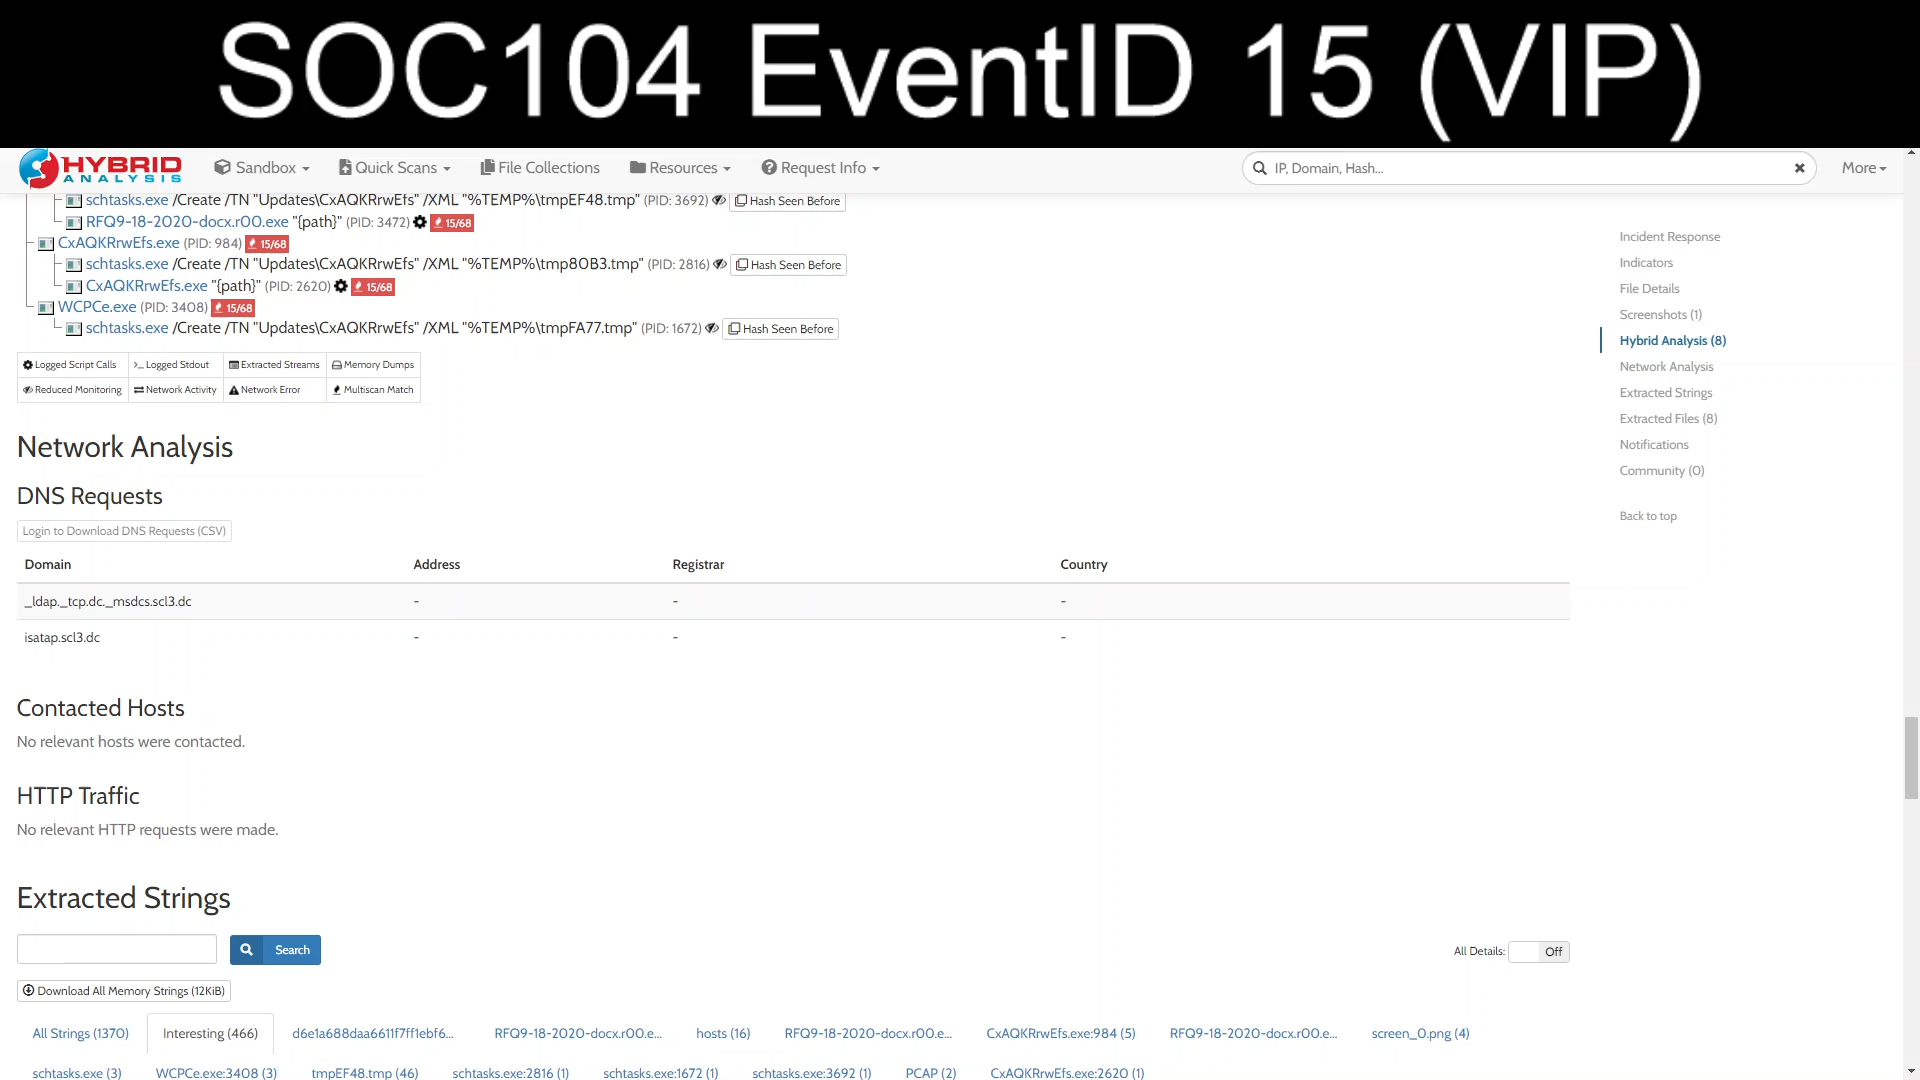 SOC104 EventID 15 (VIP)
HYBRID ANALYSIS Sandbox Quick Scans File Collections Resources Request Info IP, Domain, Hash... More
schtasks.exe /Create /TN "Updates\CxAQKRrwEfs" /XML "%TEMP%\tmpEF48.tmp" (PID: 3692) Hash Seen Before
RFQ9-18-2020-docx.r00.exe "{path}" (PID: 3472) 15/68
CxAQKRrwEfs.exe (PID: 984) 15/68
schtasks.exe /Create /TN "Updates\CxAQKRrwEfs" /XML "%TEMP%\tmp80B3.tmp" (PID: 2816) Hash Seen Before
CxAQKRrwEfs.exe "{path}" (PID: 2620) 15/68
WCPCe.exe (PID: 3408) 15/68
schtasks.exe /Create /TN "Updates\CxAQKRrwEfs" /XML "%TEMP%\tmpFA77.tmp" (PID: 1672) Hash Seen Before
Logged Script Calls >_ Logged Stdout Extracted Streams Memory Dumps
Reduced Monitoring Network Activity Network Error Multiscan Match
Network Analysis
DNS Requests
Login to Download DNS Requests (CSV)
Domain Address Registrar Country
_ldap._tcp.dc._msdcs.scl3.dc - - -
isatap.scl3.dc - - -
Contacted Hosts
No relevant hosts were contacted.
HTTP Traffic
No relevant HTTP requests were made.
Extracted Strings
Search All Details: Off
Download All Memory Strings (12KiB)
All Strings (1370) Interesting (466) d6e1a688daa6611f7ff1ebf6... RFQ9-18-2020-docx.r00.e... hosts (16) RFQ9-18-2020-docx.r00.e... CxAQKRrwEfs.exe:984 (5) RFQ9-18-2020-docx.r00.e... screen_0.png (4)
schtasks.exe (3) WCPCe.exe:3408 (3) tmpEF48.tmp (46) schtasks.exe:2816 (1) schtasks.exe:1672 (1) schtasks.exe:3692 (1) PCAP (2) CxAQKRrwEfs.exe:2620 (1)
Incident Response
Indicators
File Details
Screenshots (1)
Hybrid Analysis (8)
Network Analysis
Extracted Strings
Extracted Files (8)
Notifications
Community (0)
Back to top